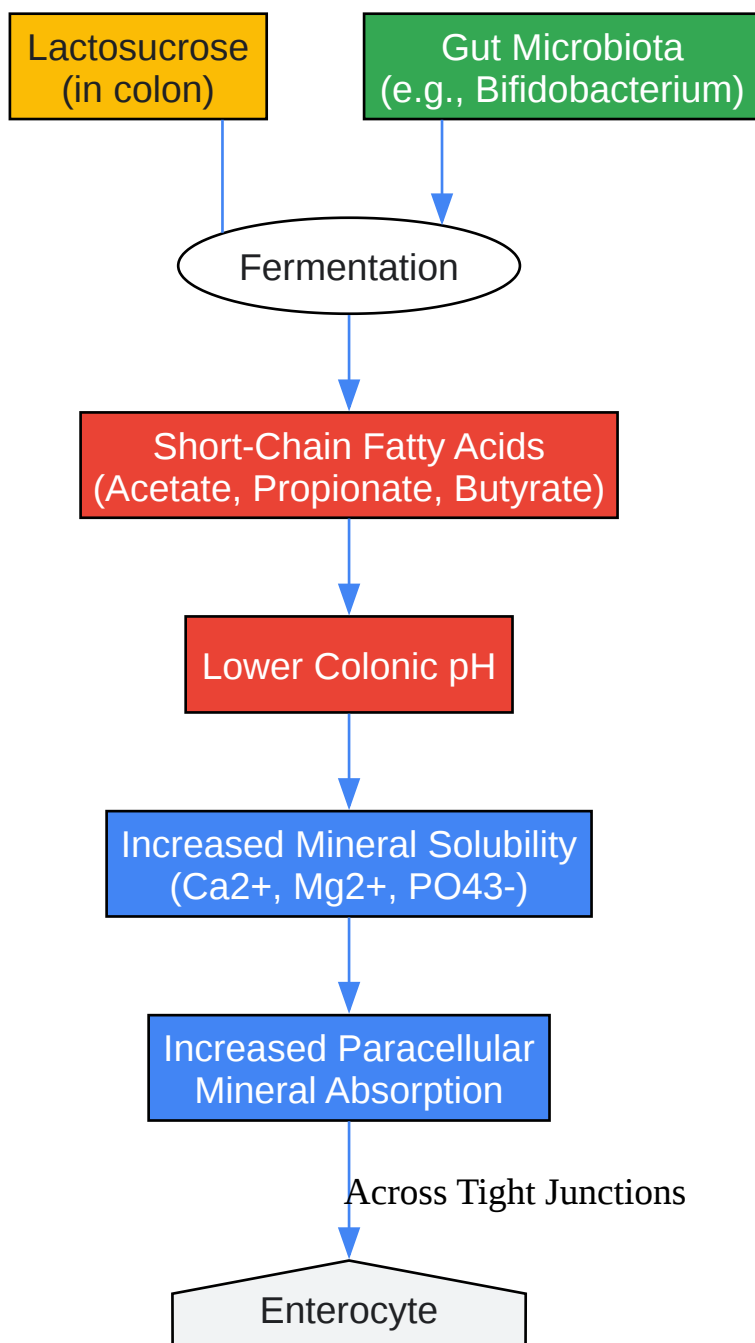 Lactosucrose
(in colon)
Gut Microbiota
(e.g., Bifidobacterium)
Fermentation
Short-Chain Fatty Acids
(Acetate, Propionate, Butyrate)
Lower Colonic pH
Increased Mineral Solubility
(Ca2+, Mg2+, PO43-)
Increased Paracellular
Mineral Absorption
Across Tight Junctions
Enterocyte